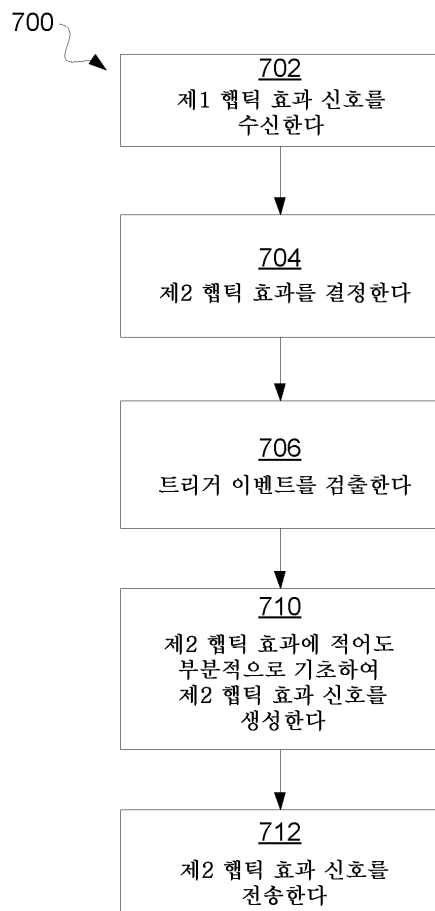 700
702
제1 햅틱 효과 신호를
수신한다
704
제2 햅틱 효과를 결정한다
706
트리거 이벤트를 검출한다
710
제2 햅틱 효과에 적어도
부분적으로 기초하여
제2 햅틱 효과 신호를
생성한다
712
제2 햅틱 효과 신호를
전송한다